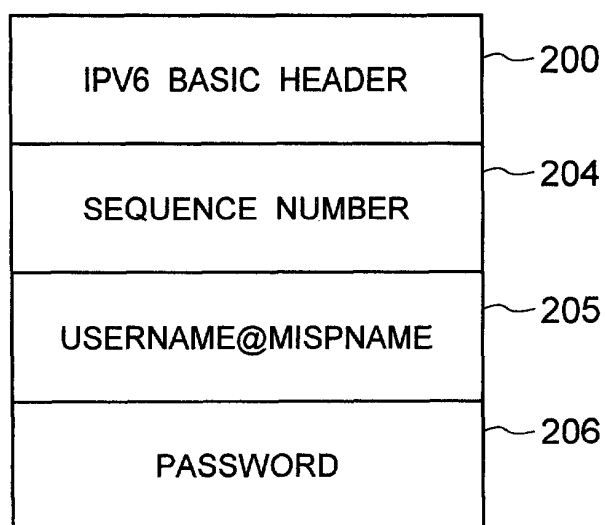 IPV6 BASIC HEADER 200
SEQUENCE NUMBER 204
USERNAME@MISPNAME 205
PASSWORD 206